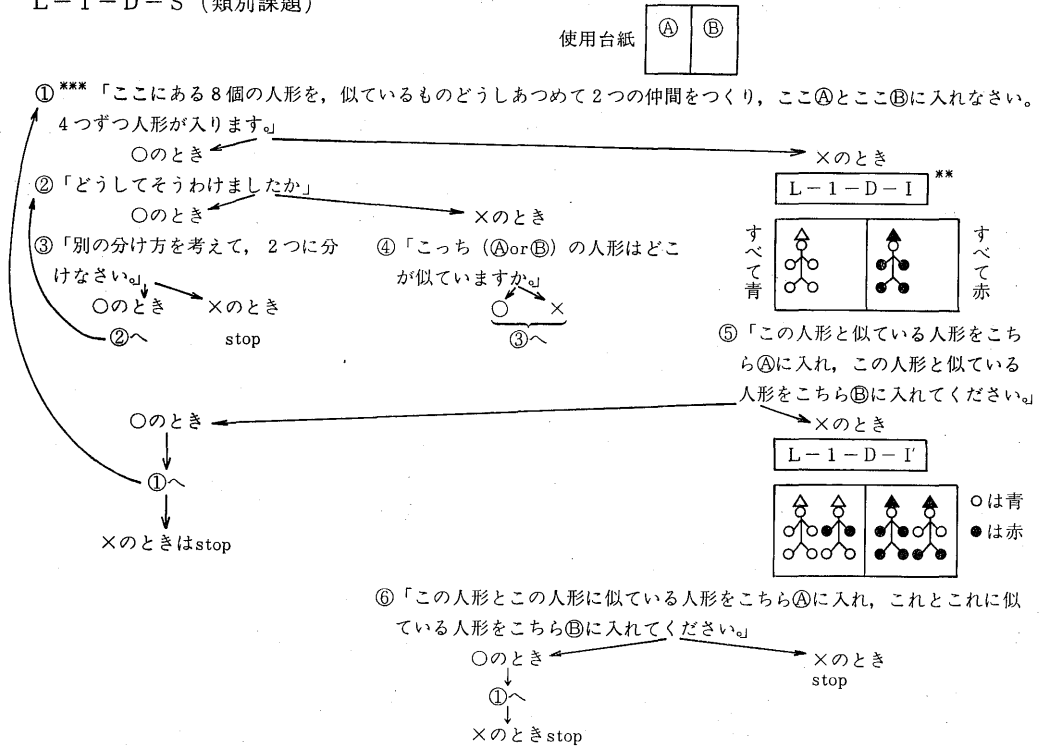 L－1－D－S（類別課題）
使用台紙
Ⓐ Ⓑ
① *** 「ここにある8個の人形を，似ているものどうしあつめて2つの仲間をつくり，ここⒶとここⒷに入れなさい。
4つずつ人形が入ります。」
○のとき
×のとき
②「どうしてそうわけましたか」
L－1－D－I **
○のとき
×のとき
③「別の分け方を考えて，2つに分
けなさい。」
④「こっち（ⒶorⒷ）の人形はどこ
が似ていますか。」
すべて青
すべて赤
○のとき
×のとき
○ ×
②へ
stop
③へ
⑤「この人形と似ている人形をこち
らⒶに入れ，この人形と似ている
人形をこちらⒷに入れてください。」
○のとき
×のとき
L－1－D－I′
①へ
○は青
●は赤
×のときはstop
⑥「この人形とこの人形に似ている人形をこちらⒶに入れ，これとこれに似
ている人形をこちらⒷに入れてください。」
○のとき
×のとき
stop
①へ
×のときstop